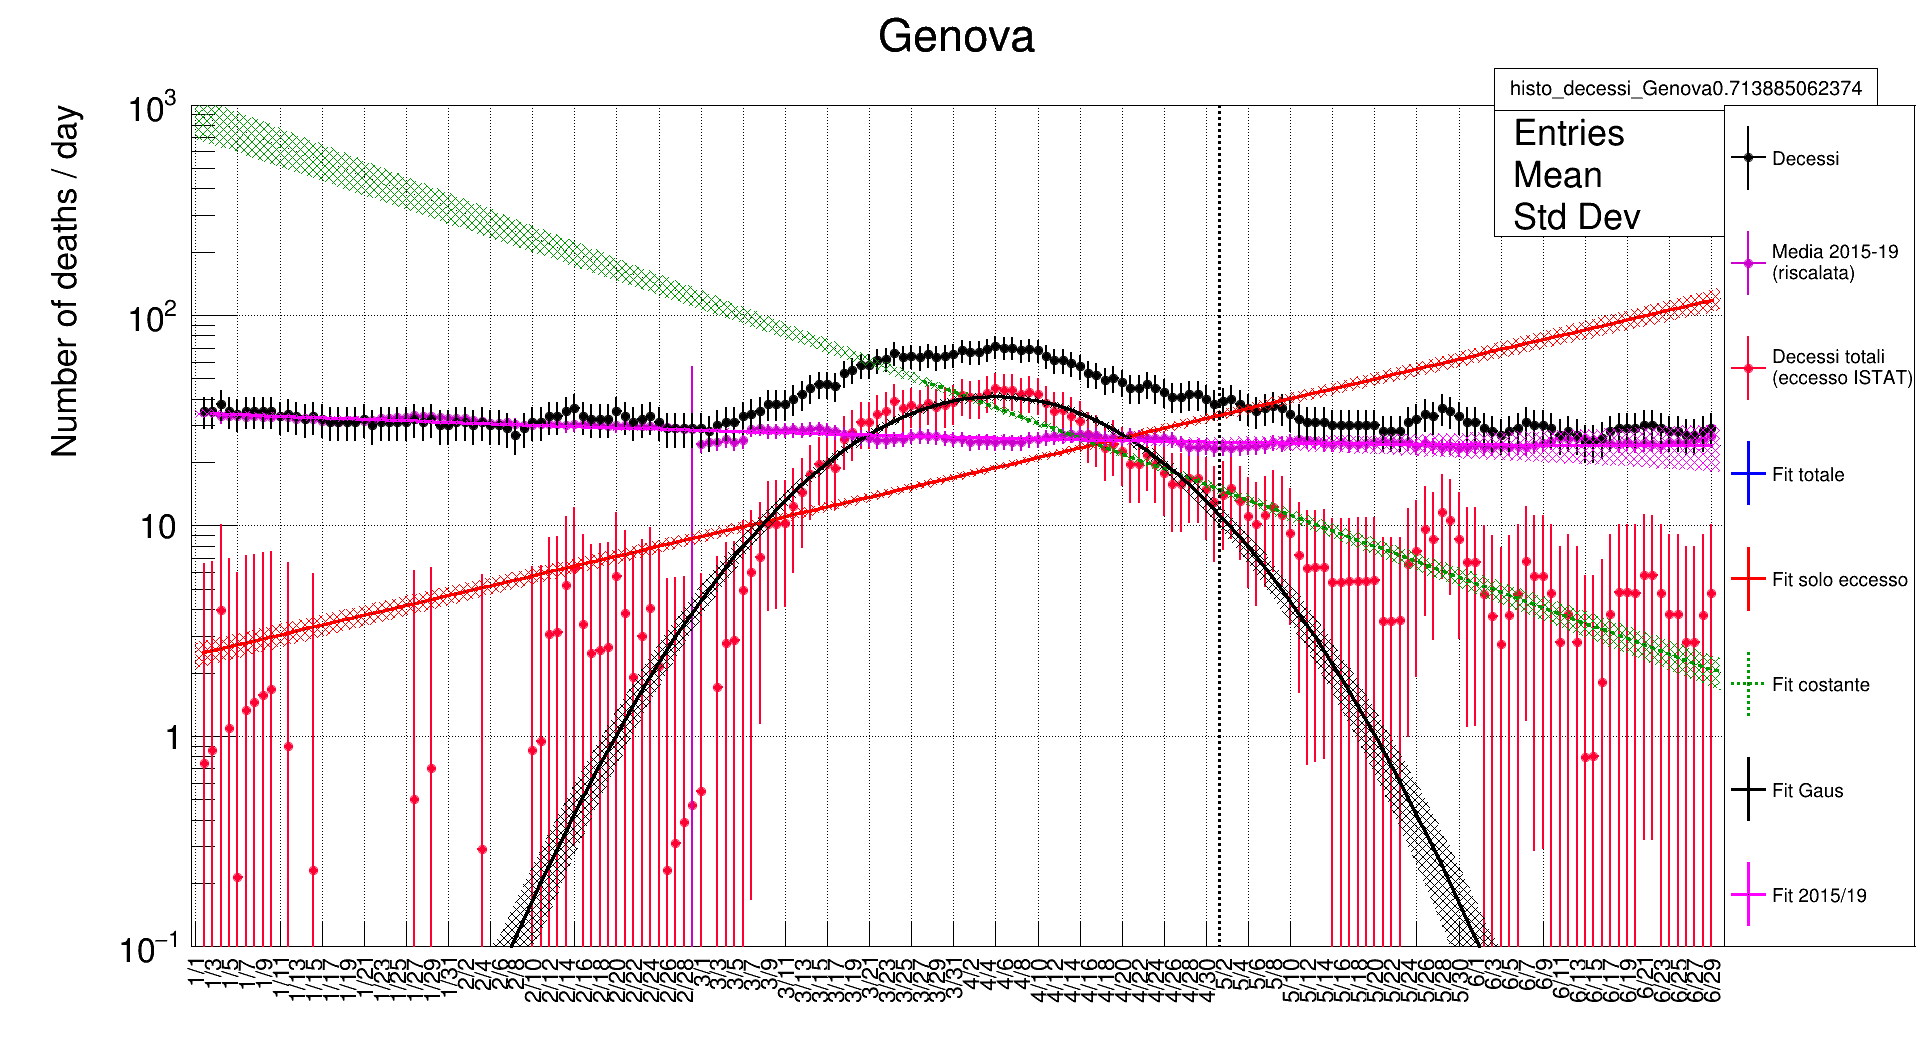 Genova
histo_decessi_Genova0.713885062374
Entries
Mean
Std Dev
Number of deaths / day
10³
10²
10
1
10⁻¹
Decessi
Media 2015-19
(riscalata)
Decessi totali
(eccesso ISTAT)
Fit totale
Fit solo eccesso
Fit costante
Fit Gaus
Fit 2015/19
1/1 1/3 1/5 1/7 1/9 1/11 1/13 1/15 1/17 1/19 1/21 1/23 1/25 1/27 1/29 1/31 2/2 2/4 2/6 2/8 2/10 2/12 2/14 2/16 2/18 2/20 2/22 2/24 2/26 2/28 3/1 3/3 3/5 3/7 3/9 3/11 3/13 3/15 3/17 3/19 3/21 3/23 3/25 3/27 3/29 3/31 4/2 4/4 4/6 4/8 4/10 4/12 4/14 4/16 4/18 4/20 4/22 4/24 4/26 4/28 4/30 5/2 5/4 5/6 5/8 5/10 5/12 5/14 5/16 5/18 5/20 5/22 5/24 5/26 5/28 5/30 6/1 6/3 6/5 6/7 6/9 6/11 6/13 6/15 6/17 6/19 6/21 6/23 6/25 6/27 6/29